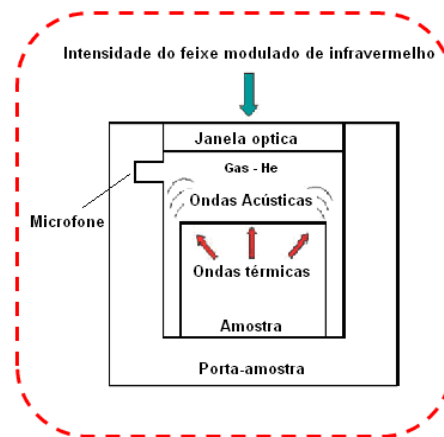 Intensidade do feixe modulado de infravermelho
Janela optica
Gas - He
Ondas Acústicas
Microfone
Ondas térmicas
Amostra
Porta-amostra